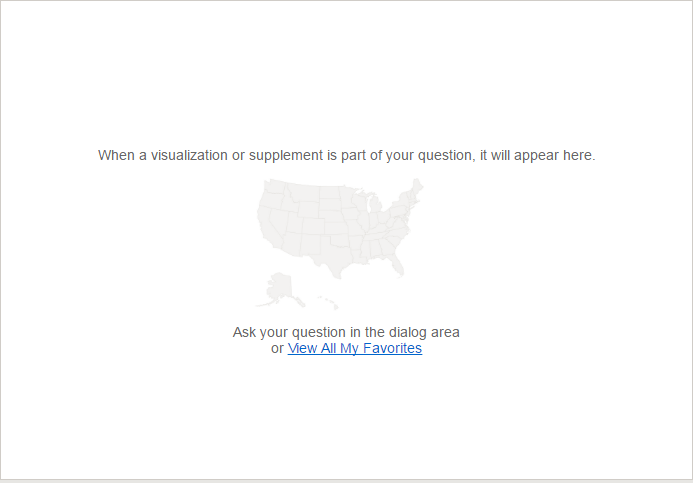 When a visualization or supplement is part of your question, it will appear here.
Ask your question in the dialog area
or View All My Favorites